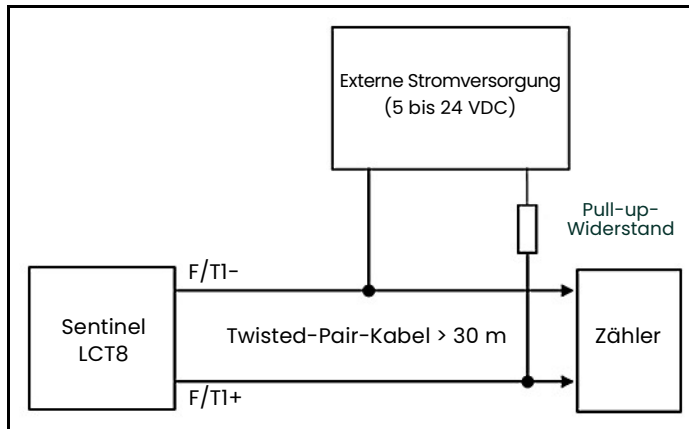 Externe Stromversorgung
(5 bis 24 VDC)
Pull-up-
Widerstand
F/T1-
Sentinel
LCT8
Twisted-Pair-Kabel > 30 m
Zähler
F/T1+